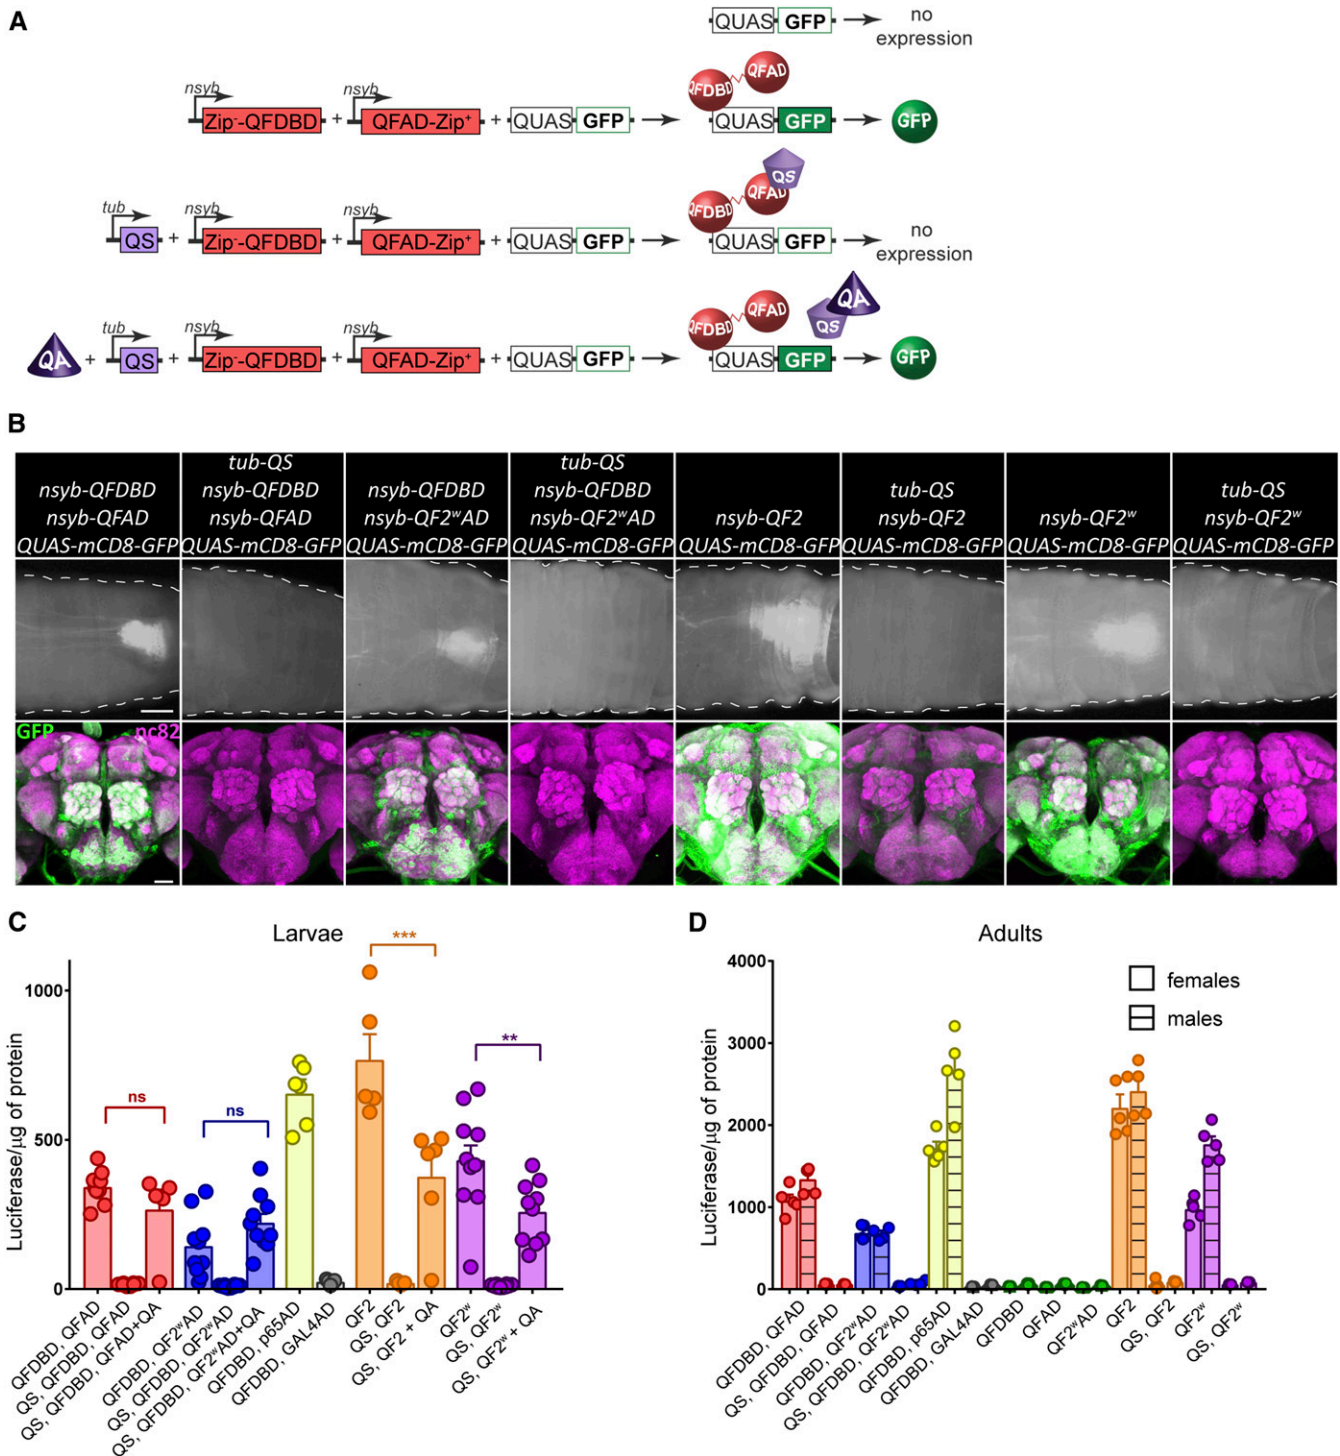 A
QUAS GFP no
expression
QFDBD QFAD
nsyb nsyb
Zip⁻-QFDBD + QFAD-Zip⁺ + QUAS GFP QUAS GFP GFP
QS
QFDBD QFAD
tub nsyb nsyb
QS + Zip⁻-QFDBD + QFAD-Zip⁺ + QUAS GFP QUAS GFP no
expression
QA
QFDBD QFAD QS
tub nsyb nsyb
QA + QS + Zip⁻-QFDBD + QFAD-Zip⁺ + QUAS GFP QUAS GFP GFP
B
nsyb-QFDBD
nsyb-QFAD
QUAS-mCD8-GFP
tub-QS
nsyb-QFDBD
nsyb-QFAD
QUAS-mCD8-GFP
nsyb-QFDBD
nsyb-QF2ʷAD
QUAS-mCD8-GFP
tub-QS
nsyb-QFDBD
nsyb-QF2ʷAD
QUAS-mCD8-GFP
nsyb-QF2
QUAS-mCD8-GFP
tub-QS
nsyb-QF2
QUAS-mCD8-GFP
nsyb-QF2ʷ
QUAS-mCD8-GFP
tub-QS
nsyb-QF2ʷ
QUAS-mCD8-GFP
GFP nc82
C
Larvae
Luciferase/µg of protein
1000
500
0
ns
ns
***
**
QFDBD, QFAD
QS, QFDBD, QFAD
QS, QFDBD, QFAD+QA
QFDBD, QF2ʷAD
QS, QFDBD, QF2ʷAD
QS, QFDBD, QF2ʷAD+QA
QFDBD, p65AD
QFDBD, GAL4AD
QF2
QS, QF2
QS, QF2 + QA
QF2ʷ
QS, QF2ʷ
QS, QF2ʷ + QA
D
Adults
Luciferase/µg of protein
4000
3000
2000
1000
0
females
males
QFDBD, QFAD
QS, QFDBD, QFAD
QFDBD, QF2ʷAD
QS, QFDBD, QF2ʷAD
QFDBD, p65AD
QFDBD, GAL4AD
QFDBD
QFAD
QF2ʷAD
QF2
QS, QF2
QF2ʷ
QS, QF2ʷ